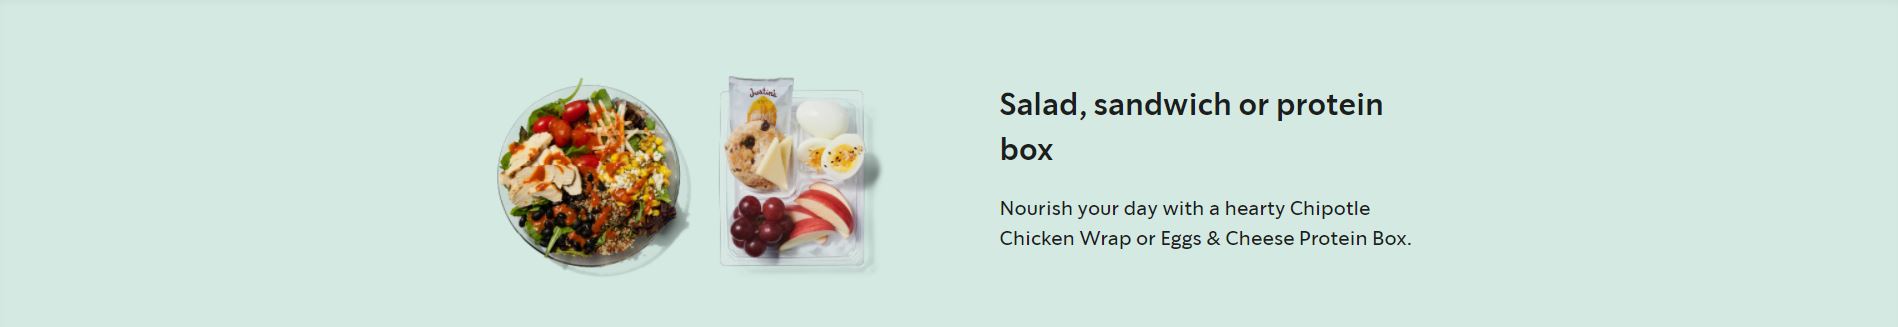 Justin's
Salad, sandwich or protein
box
Nourish your day with a hearty Chipotle
Chicken Wrap or Eggs & Cheese Protein Box.